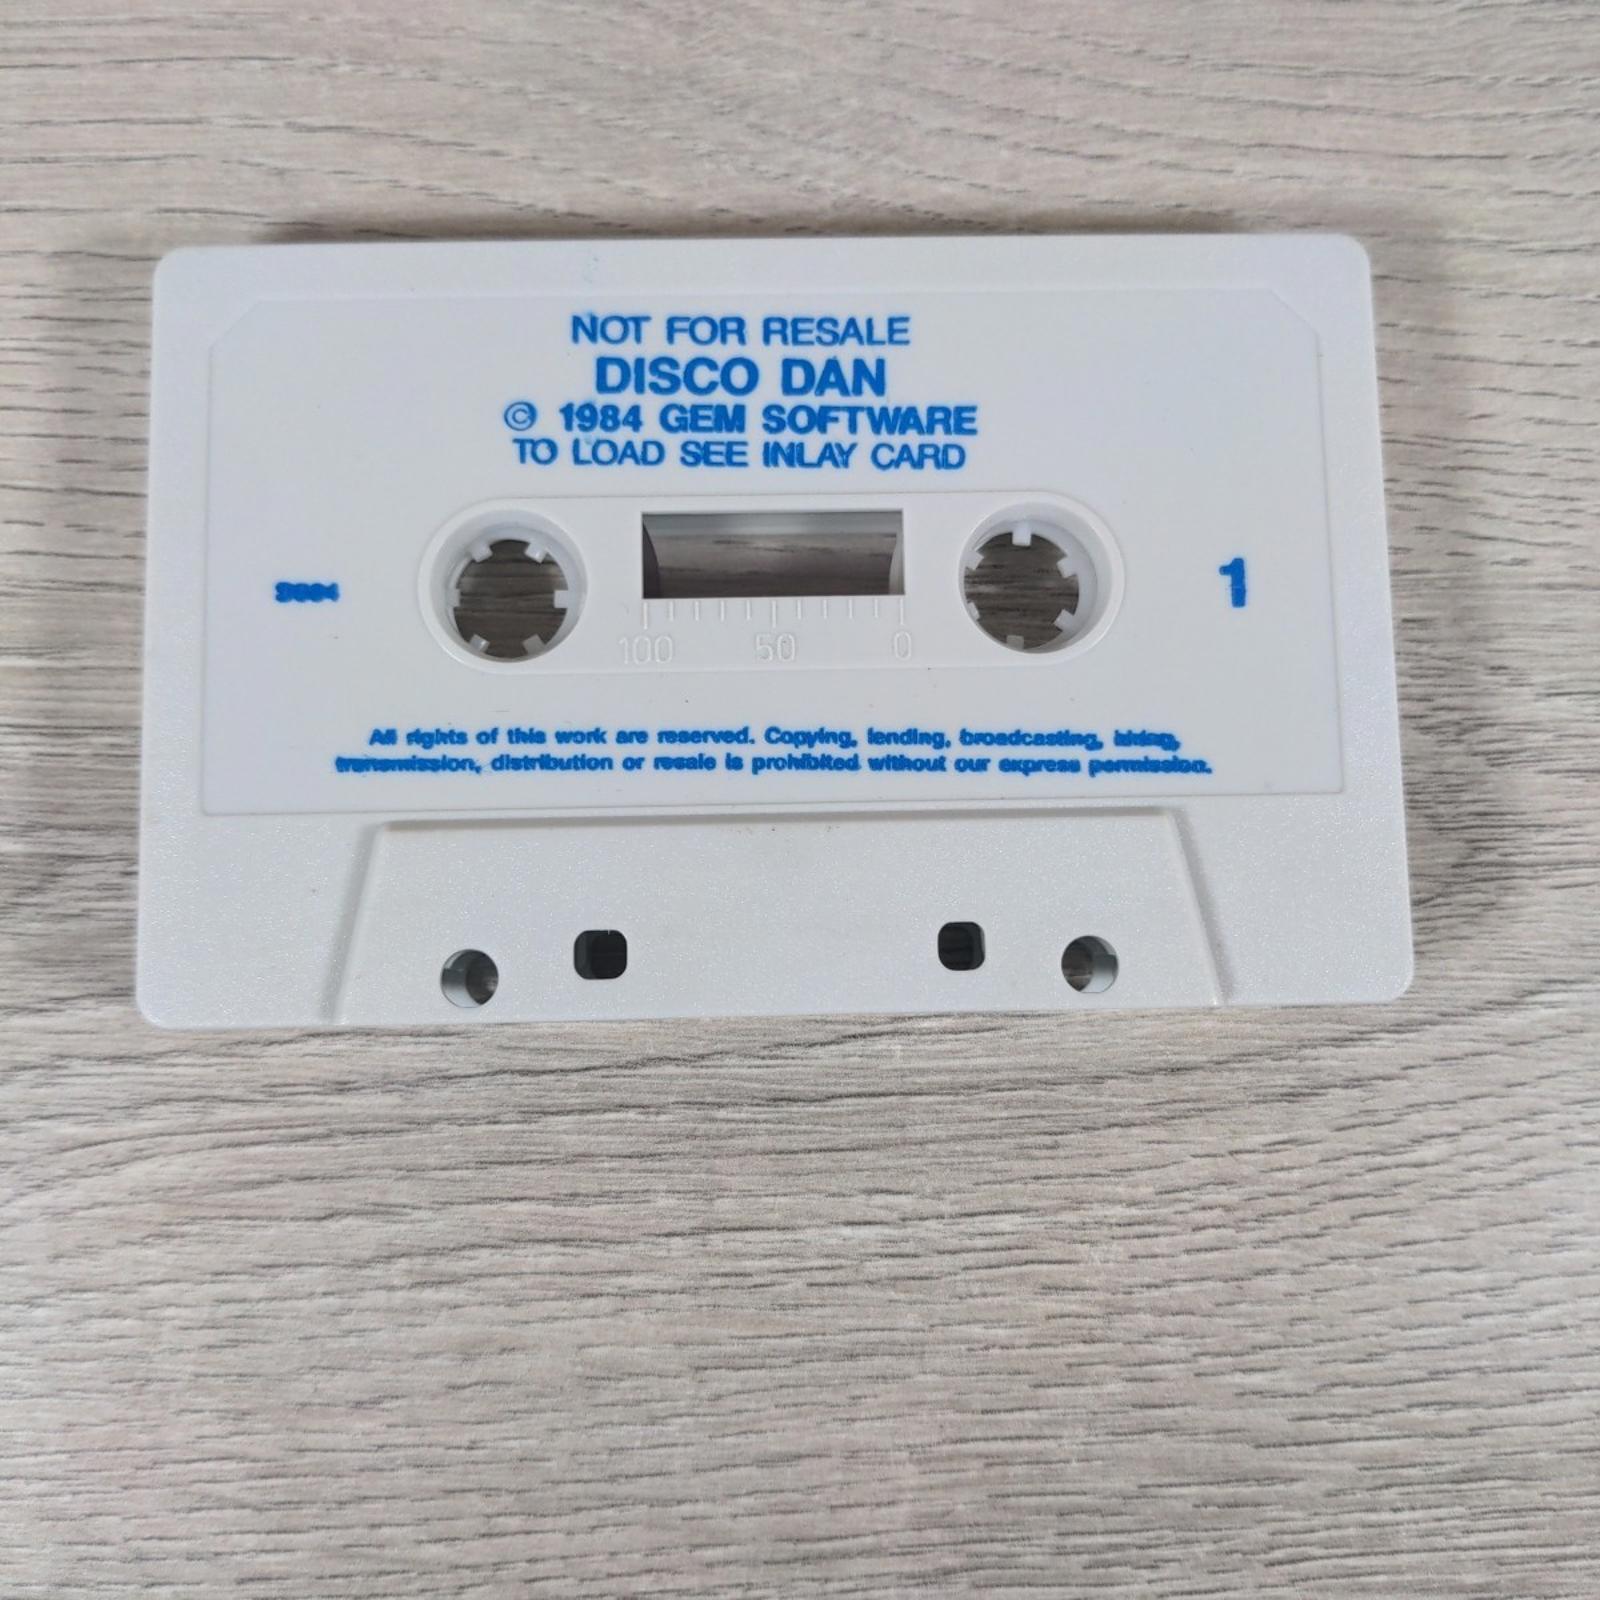 NOT FOR RESALE
DISCO DAN
© 1984 GEM SOFTWARE
TO LOAD SEE INLAY CARD
1
100 50 0
All rights of this work are reserved. Copying, lending, broadcasting, hiring,
transmission, distribution or resale is prohibited without our express permission.